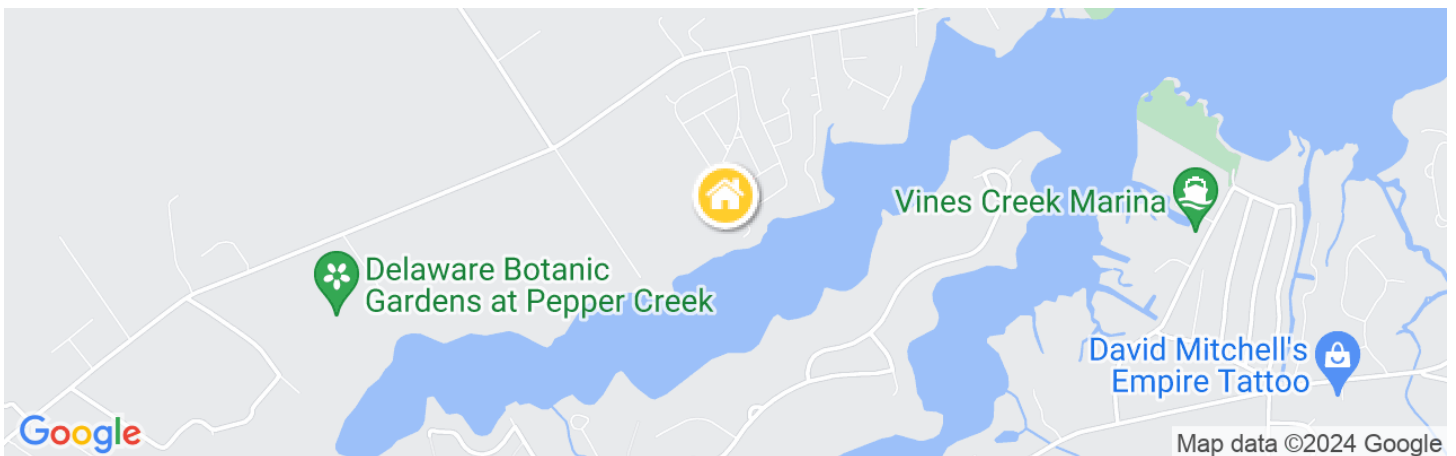 Vines Creek Marina
Delaware Botanic
Gardens at Pepper Creek
David Mitchell's
Empire Tattoo
Google
Map data ©2024 Google